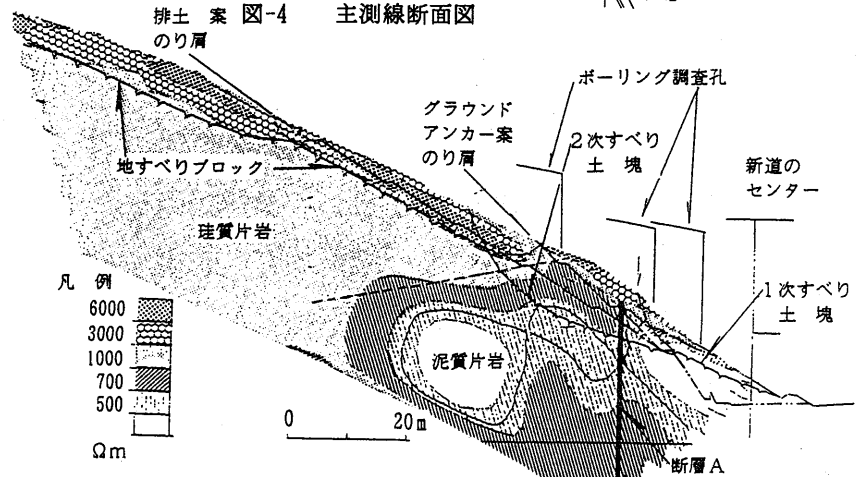 排土 案 図-4 主測線断面図
のり肩
ボーリング調査孔
グラウンド
アンカー案
のり肩
2次すべり
土 塊
新道の
センター
地すべりブロック
珪質片岩
1次すべり
土 塊
凡 例
6000
3000
1000
700
500
Ωm
泥質片岩
0 20m
断層A